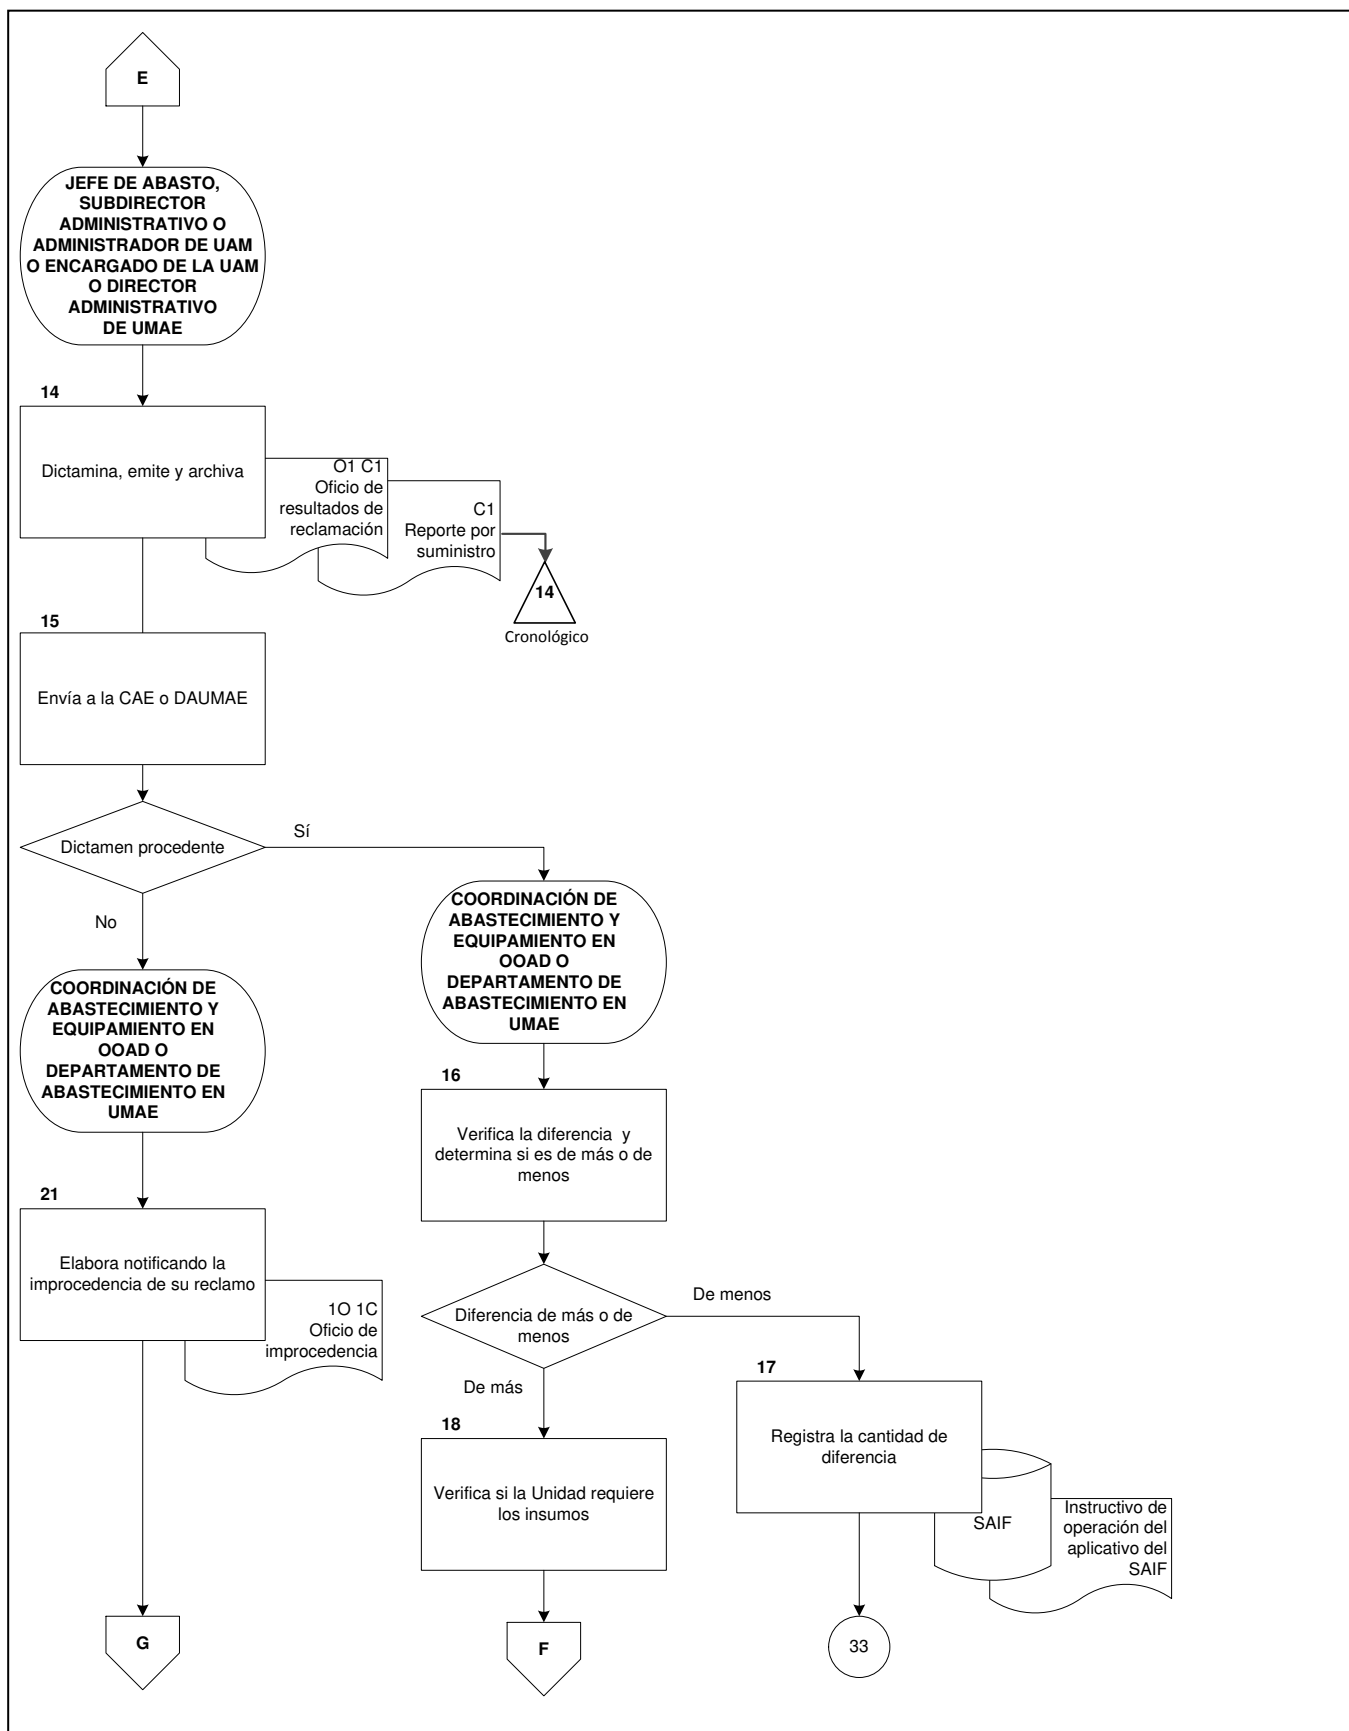 E
JEFE DE ABASTO,
SUBDIRECTOR
ADMINISTRATIVO O
ADMINISTRADOR DE UAM
O ENCARGADO DE LA UAM
O DIRECTOR
ADMINISTRATIVO
DE UMAE
14
Dictamina, emite y archiva
O1 C1
Oficio de
resultados de
reclamación
C1
Reporte por
suministro
14
Cronológico
15
Envía a la CAE o DAUMAE
Dictamen procedente
Sí
No
COORDINACIÓN DE
ABASTECIMIENTO Y
EQUIPAMIENTO EN
OOAD O
DEPARTAMENTO DE
ABASTECIMIENTO EN
UMAE
21
Elabora notificando la
improcedencia de su reclamo
1O 1C
Oficio de
improcedencia
G
COORDINACIÓN DE
ABASTECIMIENTO Y
EQUIPAMIENTO EN
OOAD O
DEPARTAMENTO DE
ABASTECIMIENTO EN
UMAE
16
Verifica la diferencia y
determina si es de más o de
menos
Diferencia de más o de
menos
De menos
De más
18
Verifica si la Unidad requiere
los insumos
F
17
Registra la cantidad de
diferencia
SAIF
Instructivo de
operación del
aplicativo del
SAIF
33